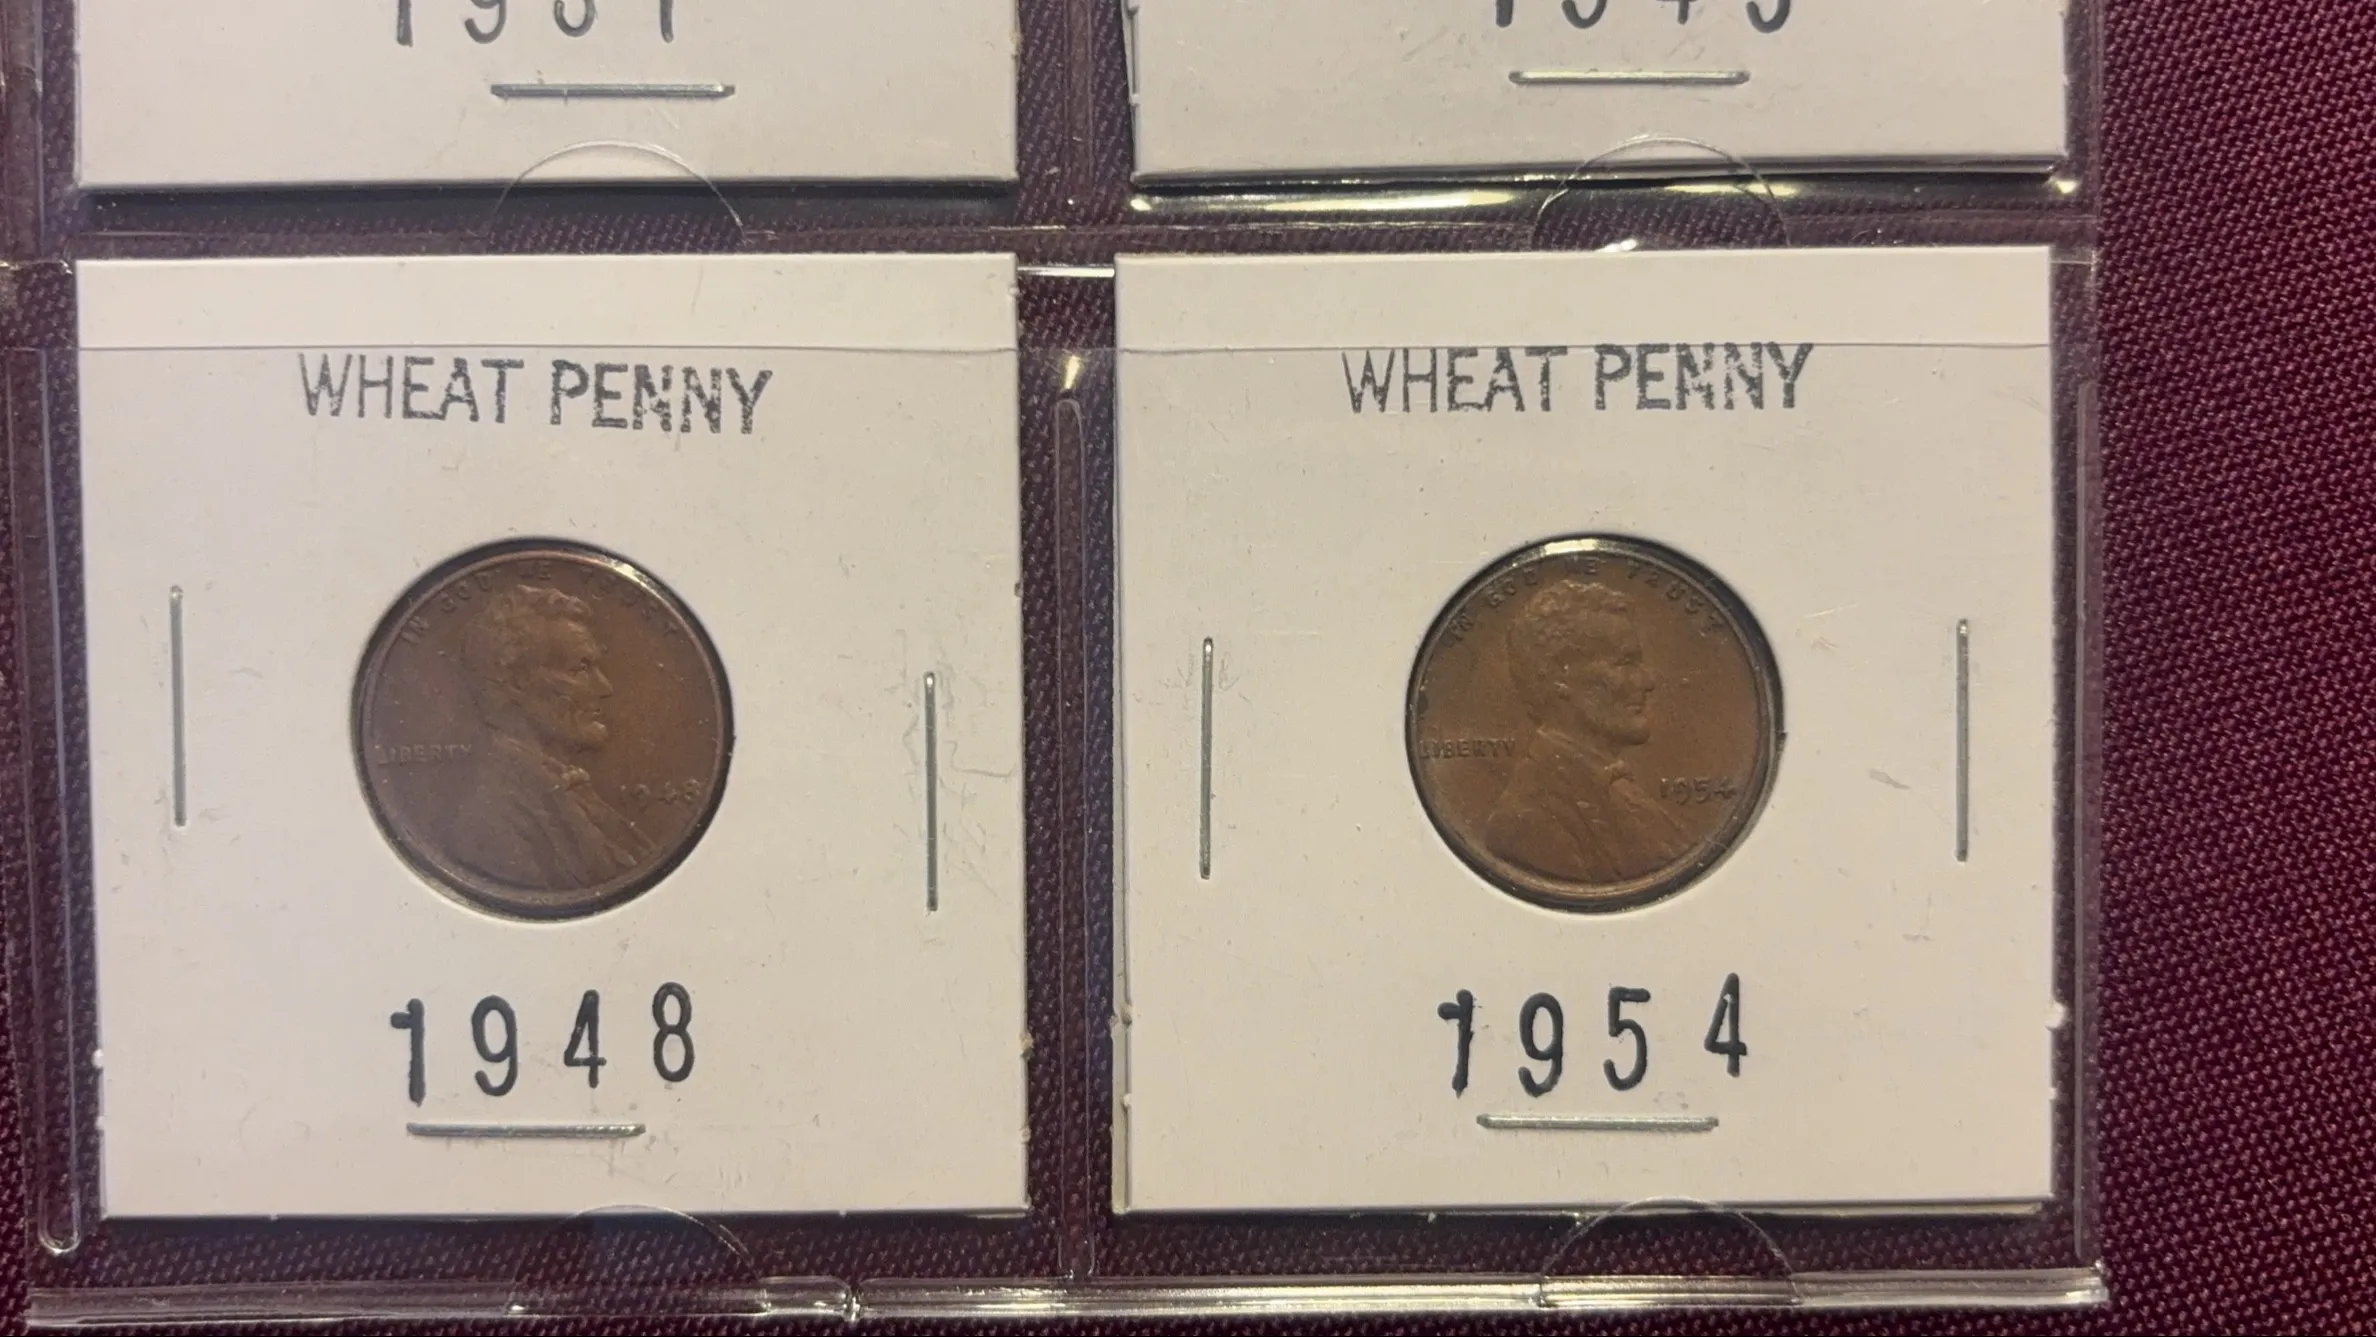 WHEAT PENNY
IN GOD WE TRUST
LIBERTY
1948
1948
WHEAT PENNY
IN GOD WE TRUST
LIBERTY
1954
1954